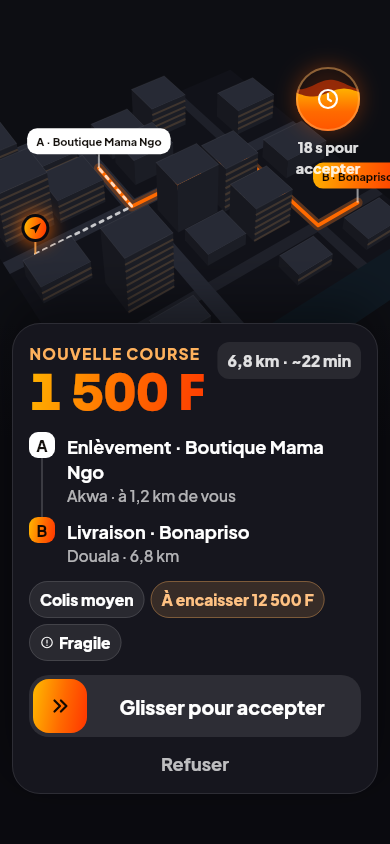 A · Boutique Mama Ngo
18 s pour
accepter
B · Bonapriso
NOUVELLE COURSE
6,8 km · ~22 min
1 500 F
A
Enlèvement · Boutique Mama
Ngo
Akwa · à 1,2 km de vous
B
Livraison · Bonapriso
Douala · 6,8 km
Colis moyen
À encaisser 12 500 F
Fragile
Glisser pour accepter
Refuser